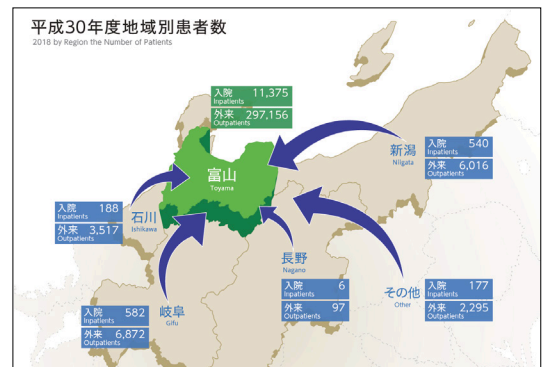 平成30年度地域別患者数
2018 by Region the Number of Patients
入院 11,375
Inpatients
外来 297,156
Outpatients
富山
Toyama
新潟
Niigata
入院 540
Inpatients
外来 6,016
Outpatients
入院 188
Inpatients
外来 3,517
Outpatients
石川
Ishikawa
長野
Nagano
入院 6
Inpatients
外来 97
Outpatients
その他
Other
入院 177
Inpatients
外来 2,295
Outpatients
岐阜
Gifu
入院 582
Inpatients
外来 6,872
Outpatients